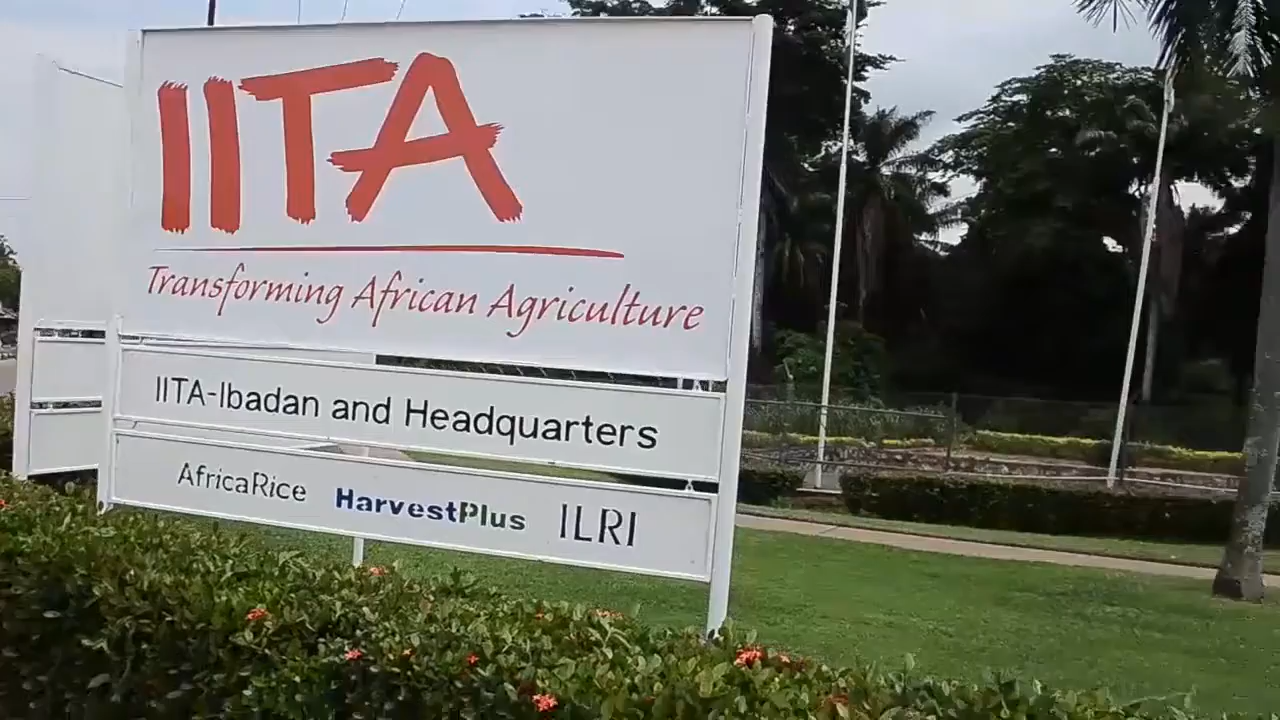 IITA
Transforming African Agriculture
IITA-Ibadan and Headquarters
AfricaRice HarvestPlus ILRI